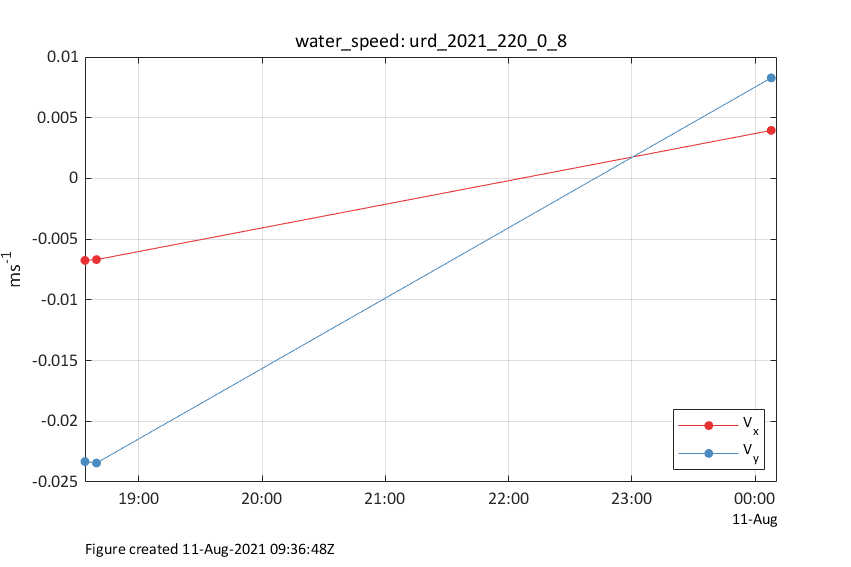 water_speed: urd_2021_220_0_8
0.01
0.005
0
-0.005
-0.01
-0.015
-0.02
-0.025
ms-1
19:00 20:00 21:00 22:00 23:00 00:00
11-Aug
Vx
Vy
Figure created 11-Aug-2021 09:36:48Z